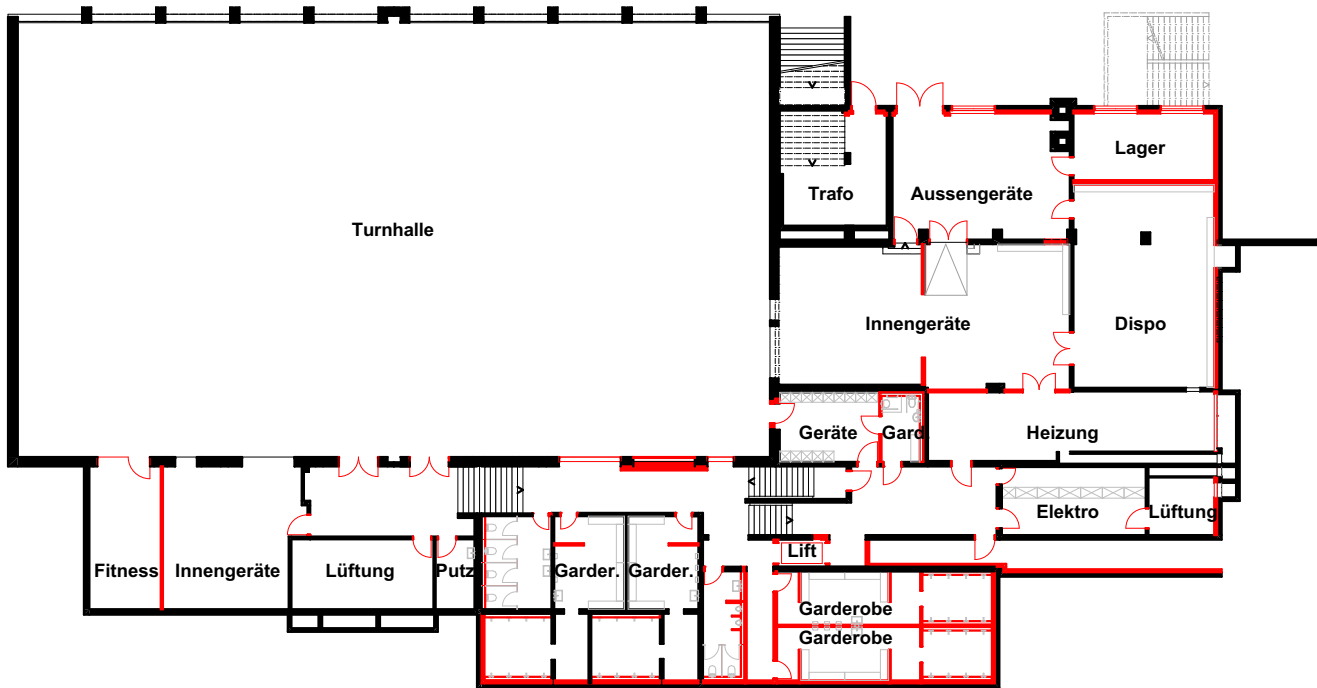 Lager
Trafo
Aussengeräte
Turnhalle
Innengeräte
Dispo
Geräte
Gard.
Heizung
Elektro
Lüftung
Lift
Fitness
Innengeräte
Lüftung
Putz
Garder.
Garder.
Garderobe
Garderobe